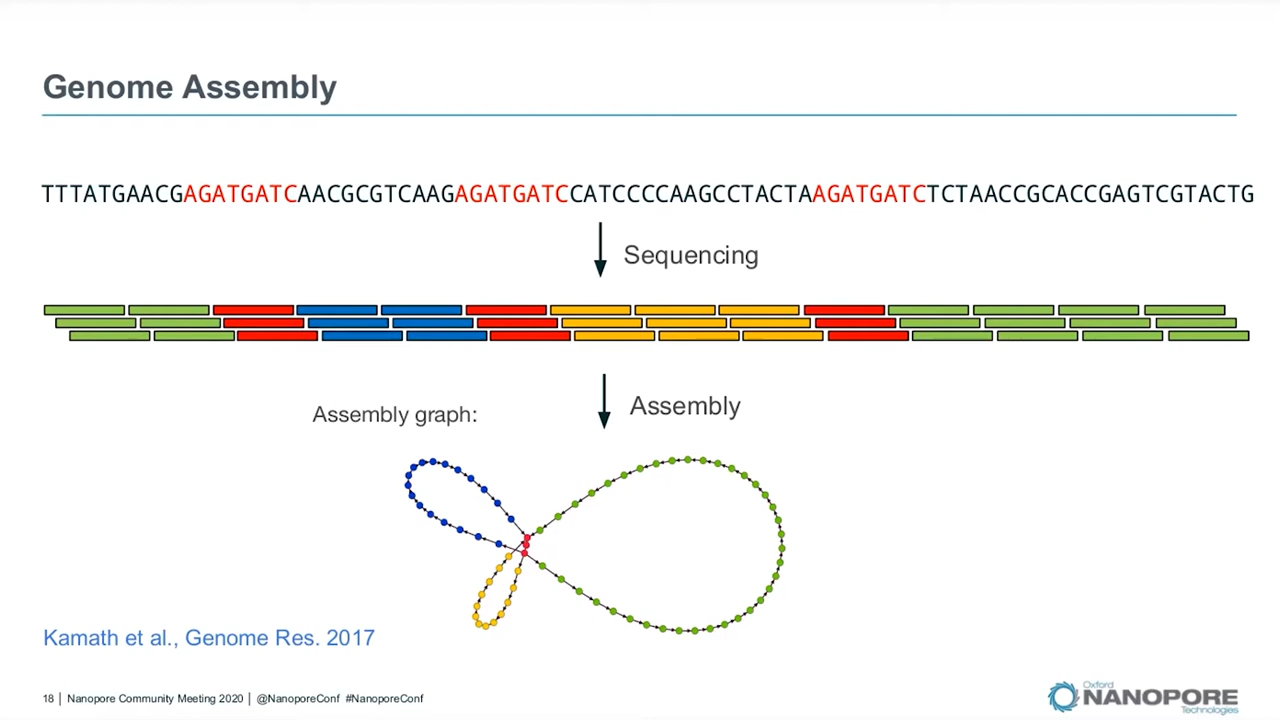 Genome Assembly
TTTATGAACGAGATGATCAACGCGTCAAGAGATGATCCATCCCCAAGCCTACTAAGATGATCTCTAACCGCACCGAGTCGTACTG
Sequencing
Assembly
Assembly graph:
Kamath et al., Genome Res. 2017
18 | Nanopore Community Meeting 2020 | @NanoporeConf #NanoporeConf
Oxford
NANOPORE
Technologies